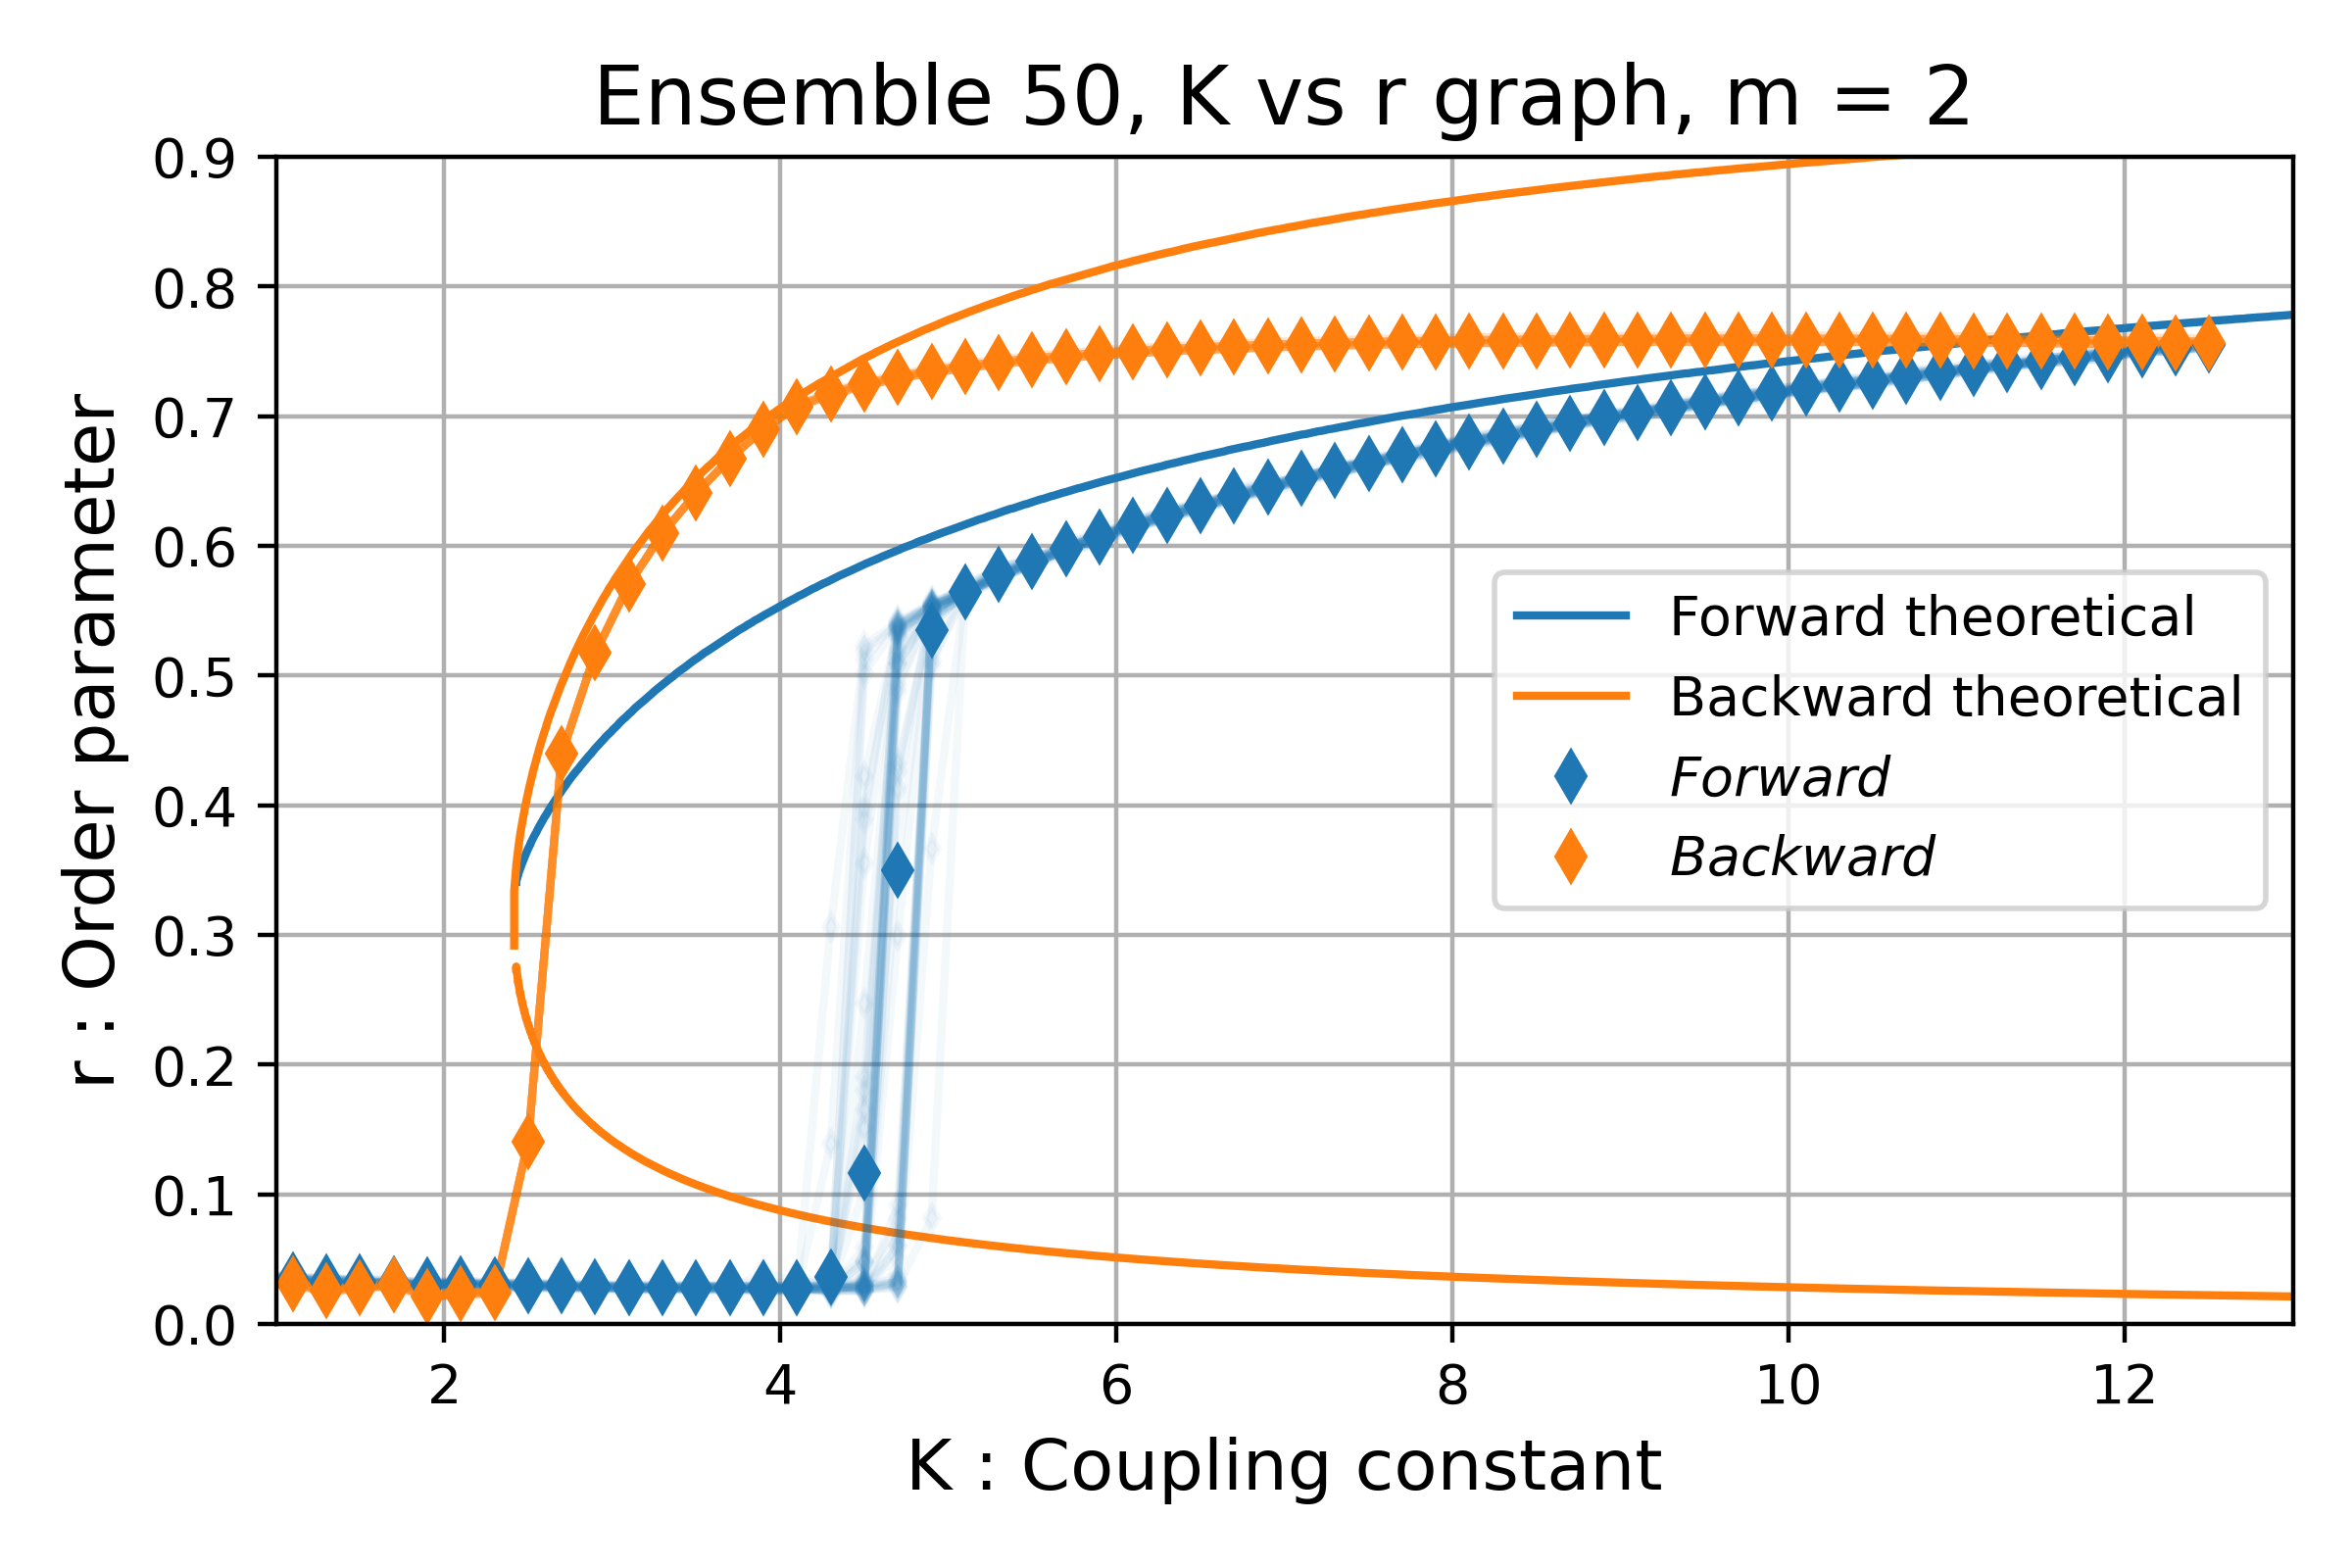 Ensemble 50, K vs r graph, m = 2
r : Order parameter
0.9
0.8
0.7
0.6
0.5
0.4
0.3
0.2
0.1
0.0
Forward theoretical
Backward theoretical
Forward
Backward
2 4 6 8 10 12
K : Coupling constant